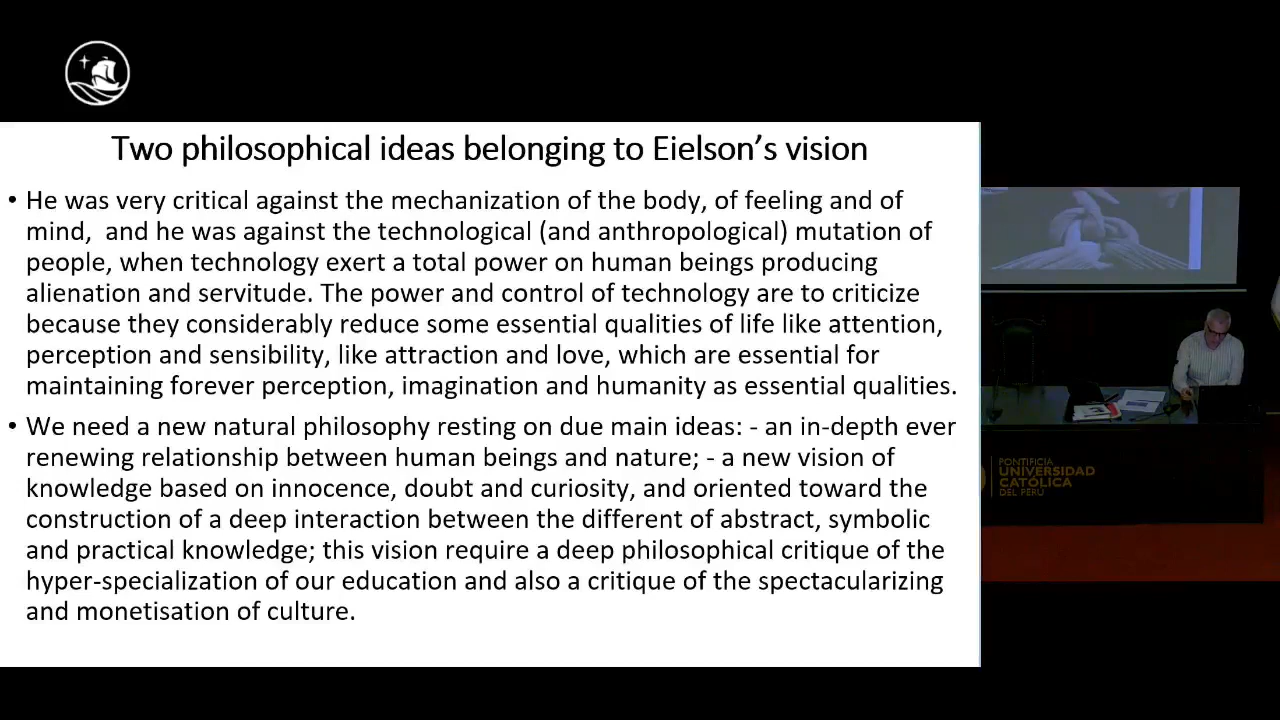 Two philosophical ideas belonging to Eielson's vision
• He was very critical against the mechanization of the body, of feeling and of
mind,  and he was against the technological (and anthropological) mutation of
people, when technology exert a total power on human beings producing
alienation and servitude. The power and control of technology are to criticize
because they considerably reduce some essential qualities of life like attention,
perception and sensibility, like attraction and love, which are essential for
maintaining forever perception, imagination and humanity as essential qualities.
• We need a new natural philosophy resting on due main ideas: - an in-depth ever
renewing relationship between human beings and nature; - a new vision of
knowledge based on innocence, doubt and curiosity, and oriented toward the
construction of a deep interaction between the different of abstract, symbolic
and practical knowledge; this vision require a deep philosophical critique of the
hyper-specialization of our education and also a critique of the spectacularizing
and monetisation of culture.
PONTIFICIA
UNIVERSIDAD
CATÓLICA
DEL PERÚ